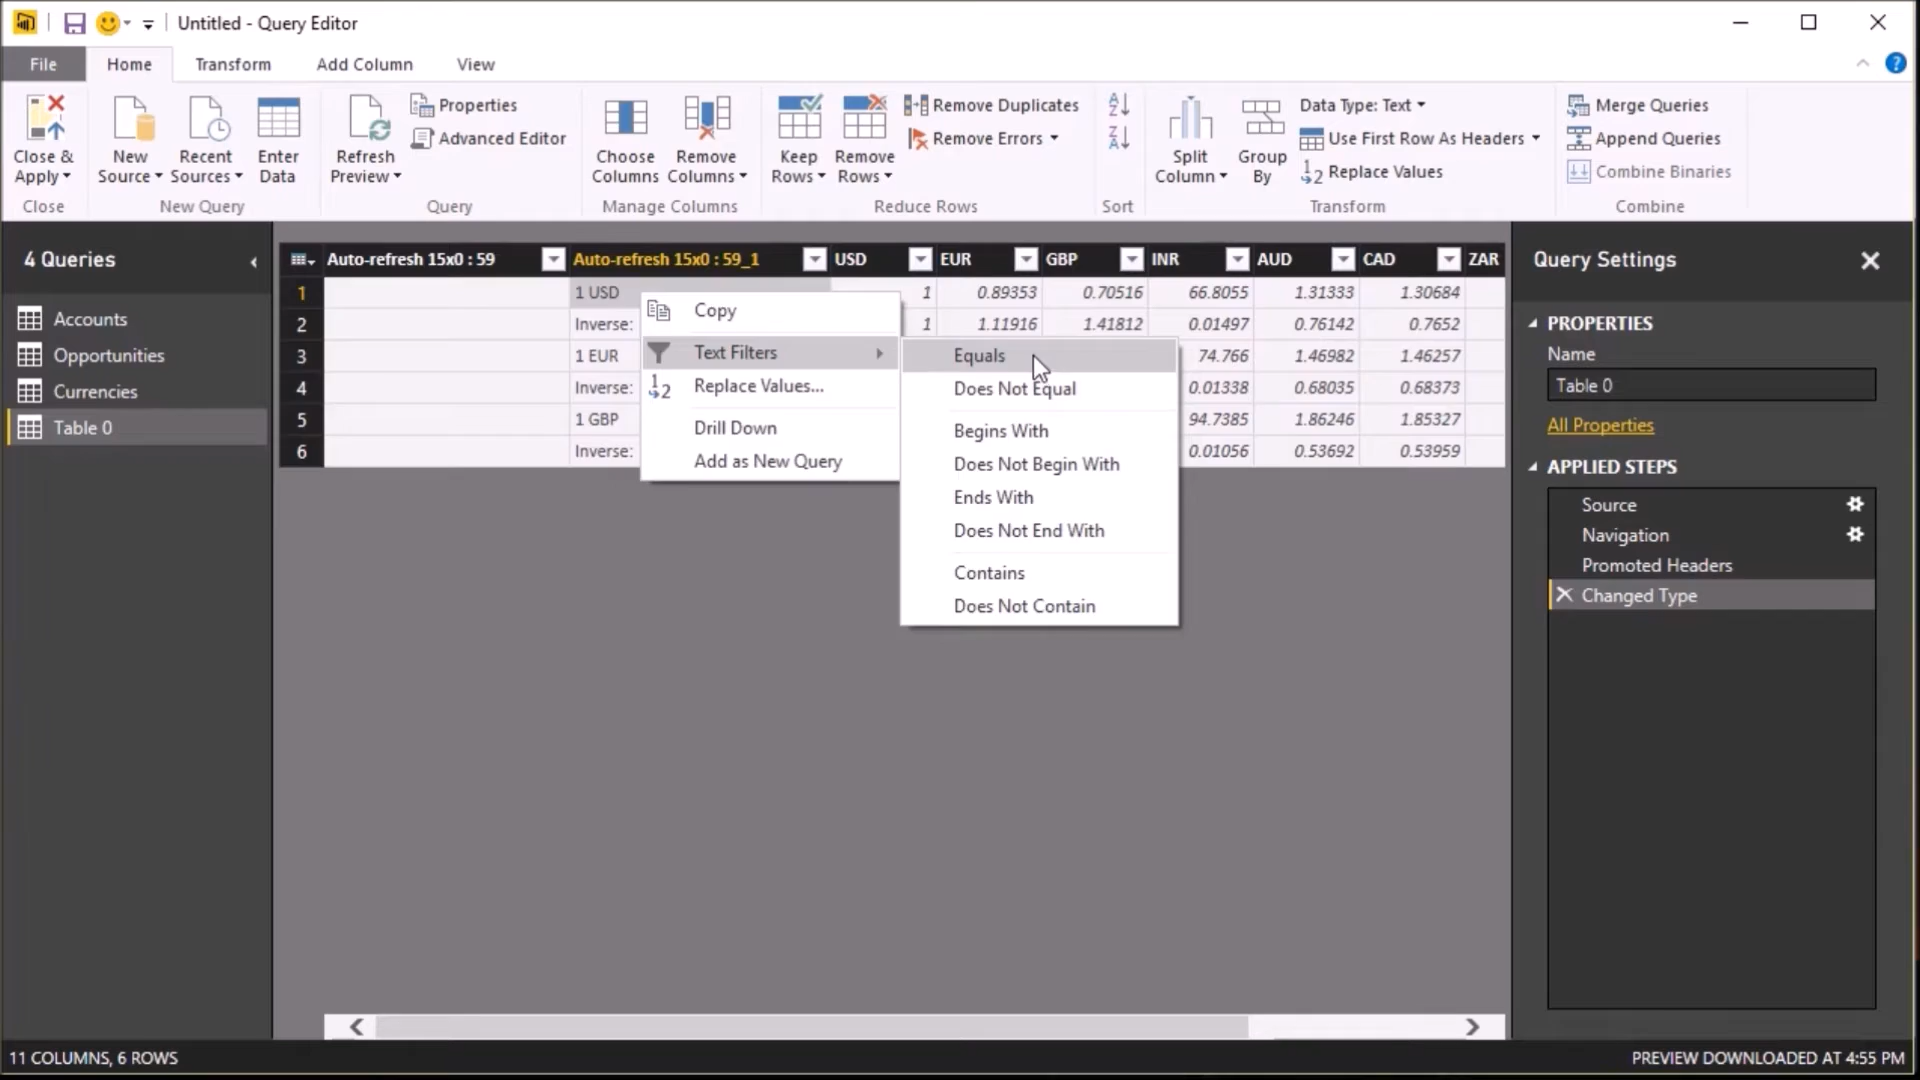 Untitled - Query Editor
File Home Transform Add Column View
Close & Apply
New Source
Recent Sources
Enter Data
Refresh Preview
Properties
Advanced Editor
Choose Columns
Remove Columns
Keep Rows
Remove Rows
Remove Duplicates
Remove Errors
Split Column
Group By
Data Type: Text
Use First Row As Headers
Replace Values
Merge Queries
Append Queries
Combine Binaries
Close New Query Query Manage Columns Reduce Rows Sort Transform Combine
4 Queries
Accounts
Opportunities
Currencies
Table 0
Auto-refresh 15x0 : 59 Auto-refresh 15x0 : 59_1 USD EUR GBP INR AUD CAD ZAR
1 1 USD 1 0.89353 0.70516 66.8055 1.31333 1.30684
2 Inverse: 1 1.11916 1.41812 0.01497 0.76142 0.7652
3 1 EUR 74.766 1.46982 1.46257
4 Inverse: 0.01338 0.68035 0.68373
5 1 GBP 94.7385 1.86246 1.85327
6 Inverse: 0.01056 0.53692 0.53959
Copy
Text Filters
Replace Values...
Drill Down
Add as New Query
Equals
Does Not Equal
Begins With
Does Not Begin With
Ends With
Does Not End With
Contains
Does Not Contain
Query Settings
PROPERTIES
Name
Table 0
All Properties
APPLIED STEPS
Source
Navigation
Promoted Headers
Changed Type
11 COLUMNS, 6 ROWS
PREVIEW DOWNLOADED AT 4:55 PM